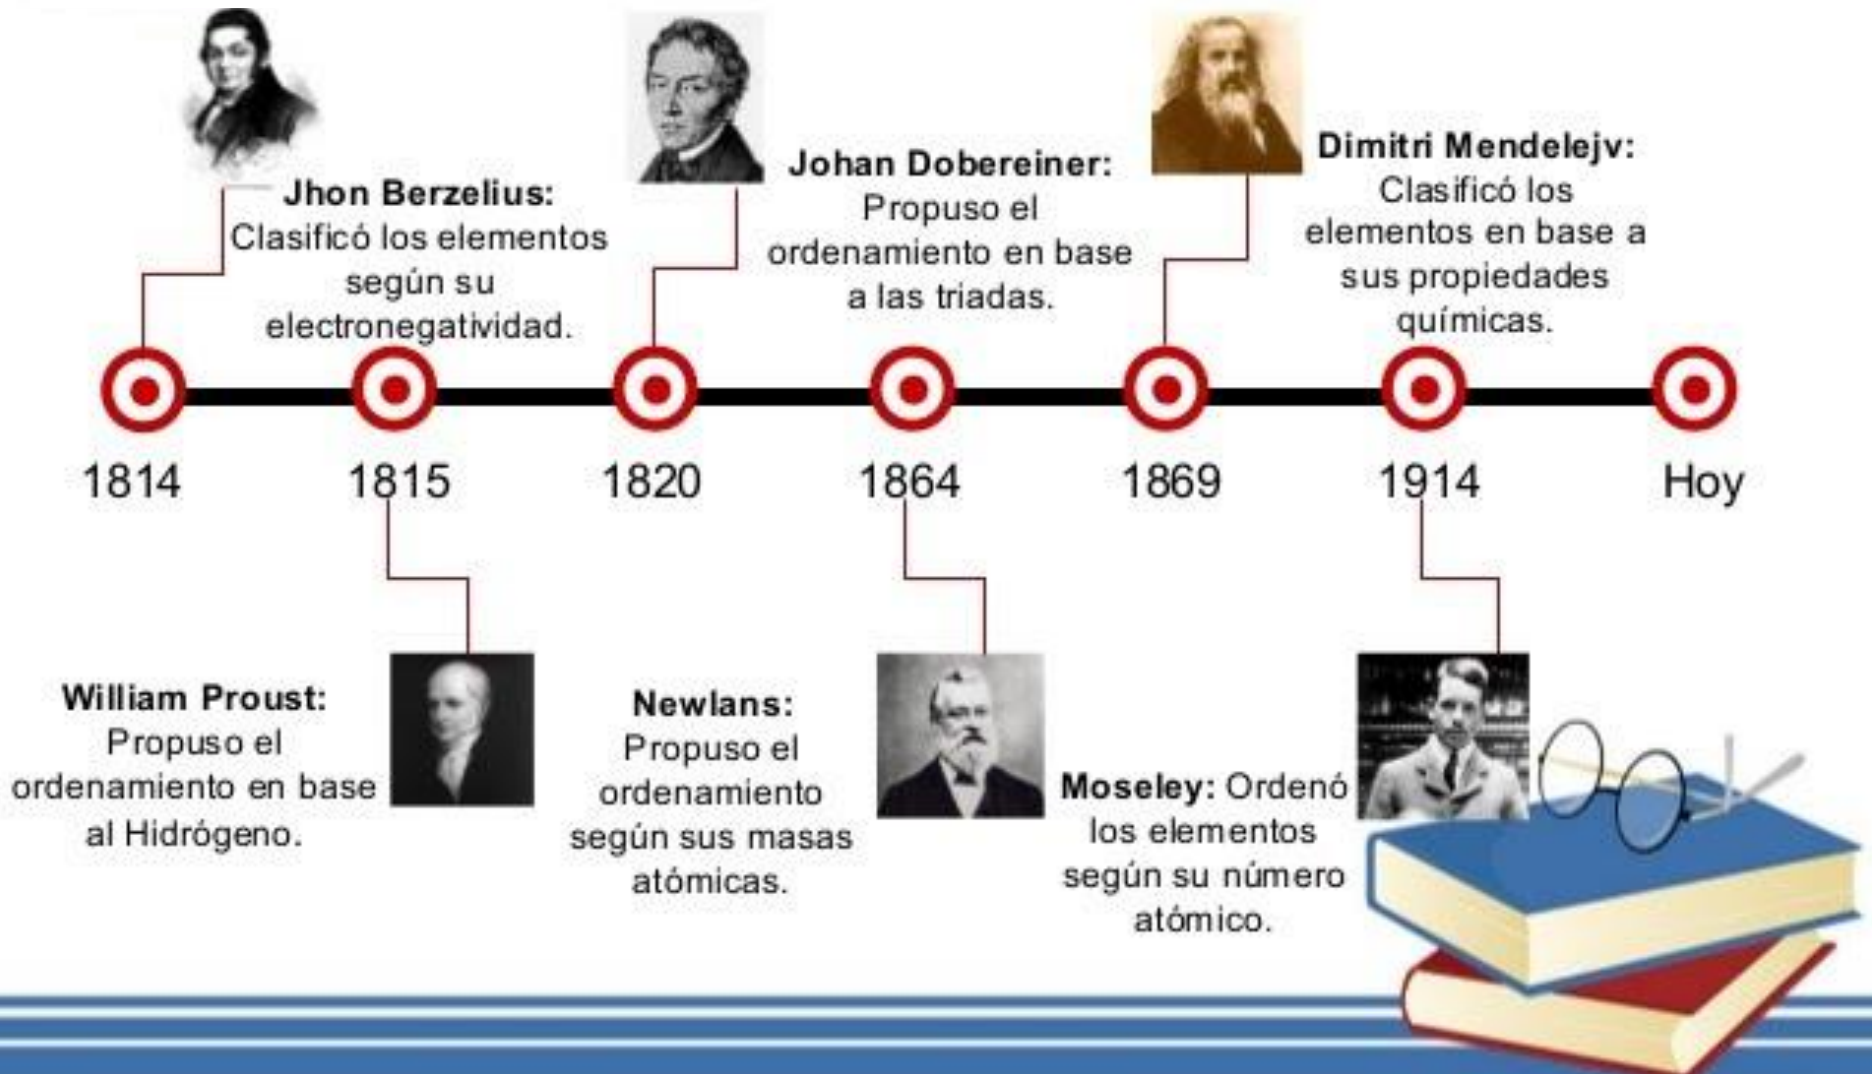 Jhon Berzelius:
Clasificó los elementos
según su
electronegatividad.
Johan Dobereiner:
Propuso el
ordenamiento en base
a las triadas.
Dimitri Mendelejv:
Clasificó los
elementos en base a
sus propiedades
químicas.
1814
1815
1820
1864
1869
1914
Hoy
William Proust:
Propuso el
ordenamiento en base
al Hidrógeno.
Newlans:
Propuso el
ordenamiento
según sus masas
atómicas.
Moseley: Ordenó
los elementos
según su número
atómico.